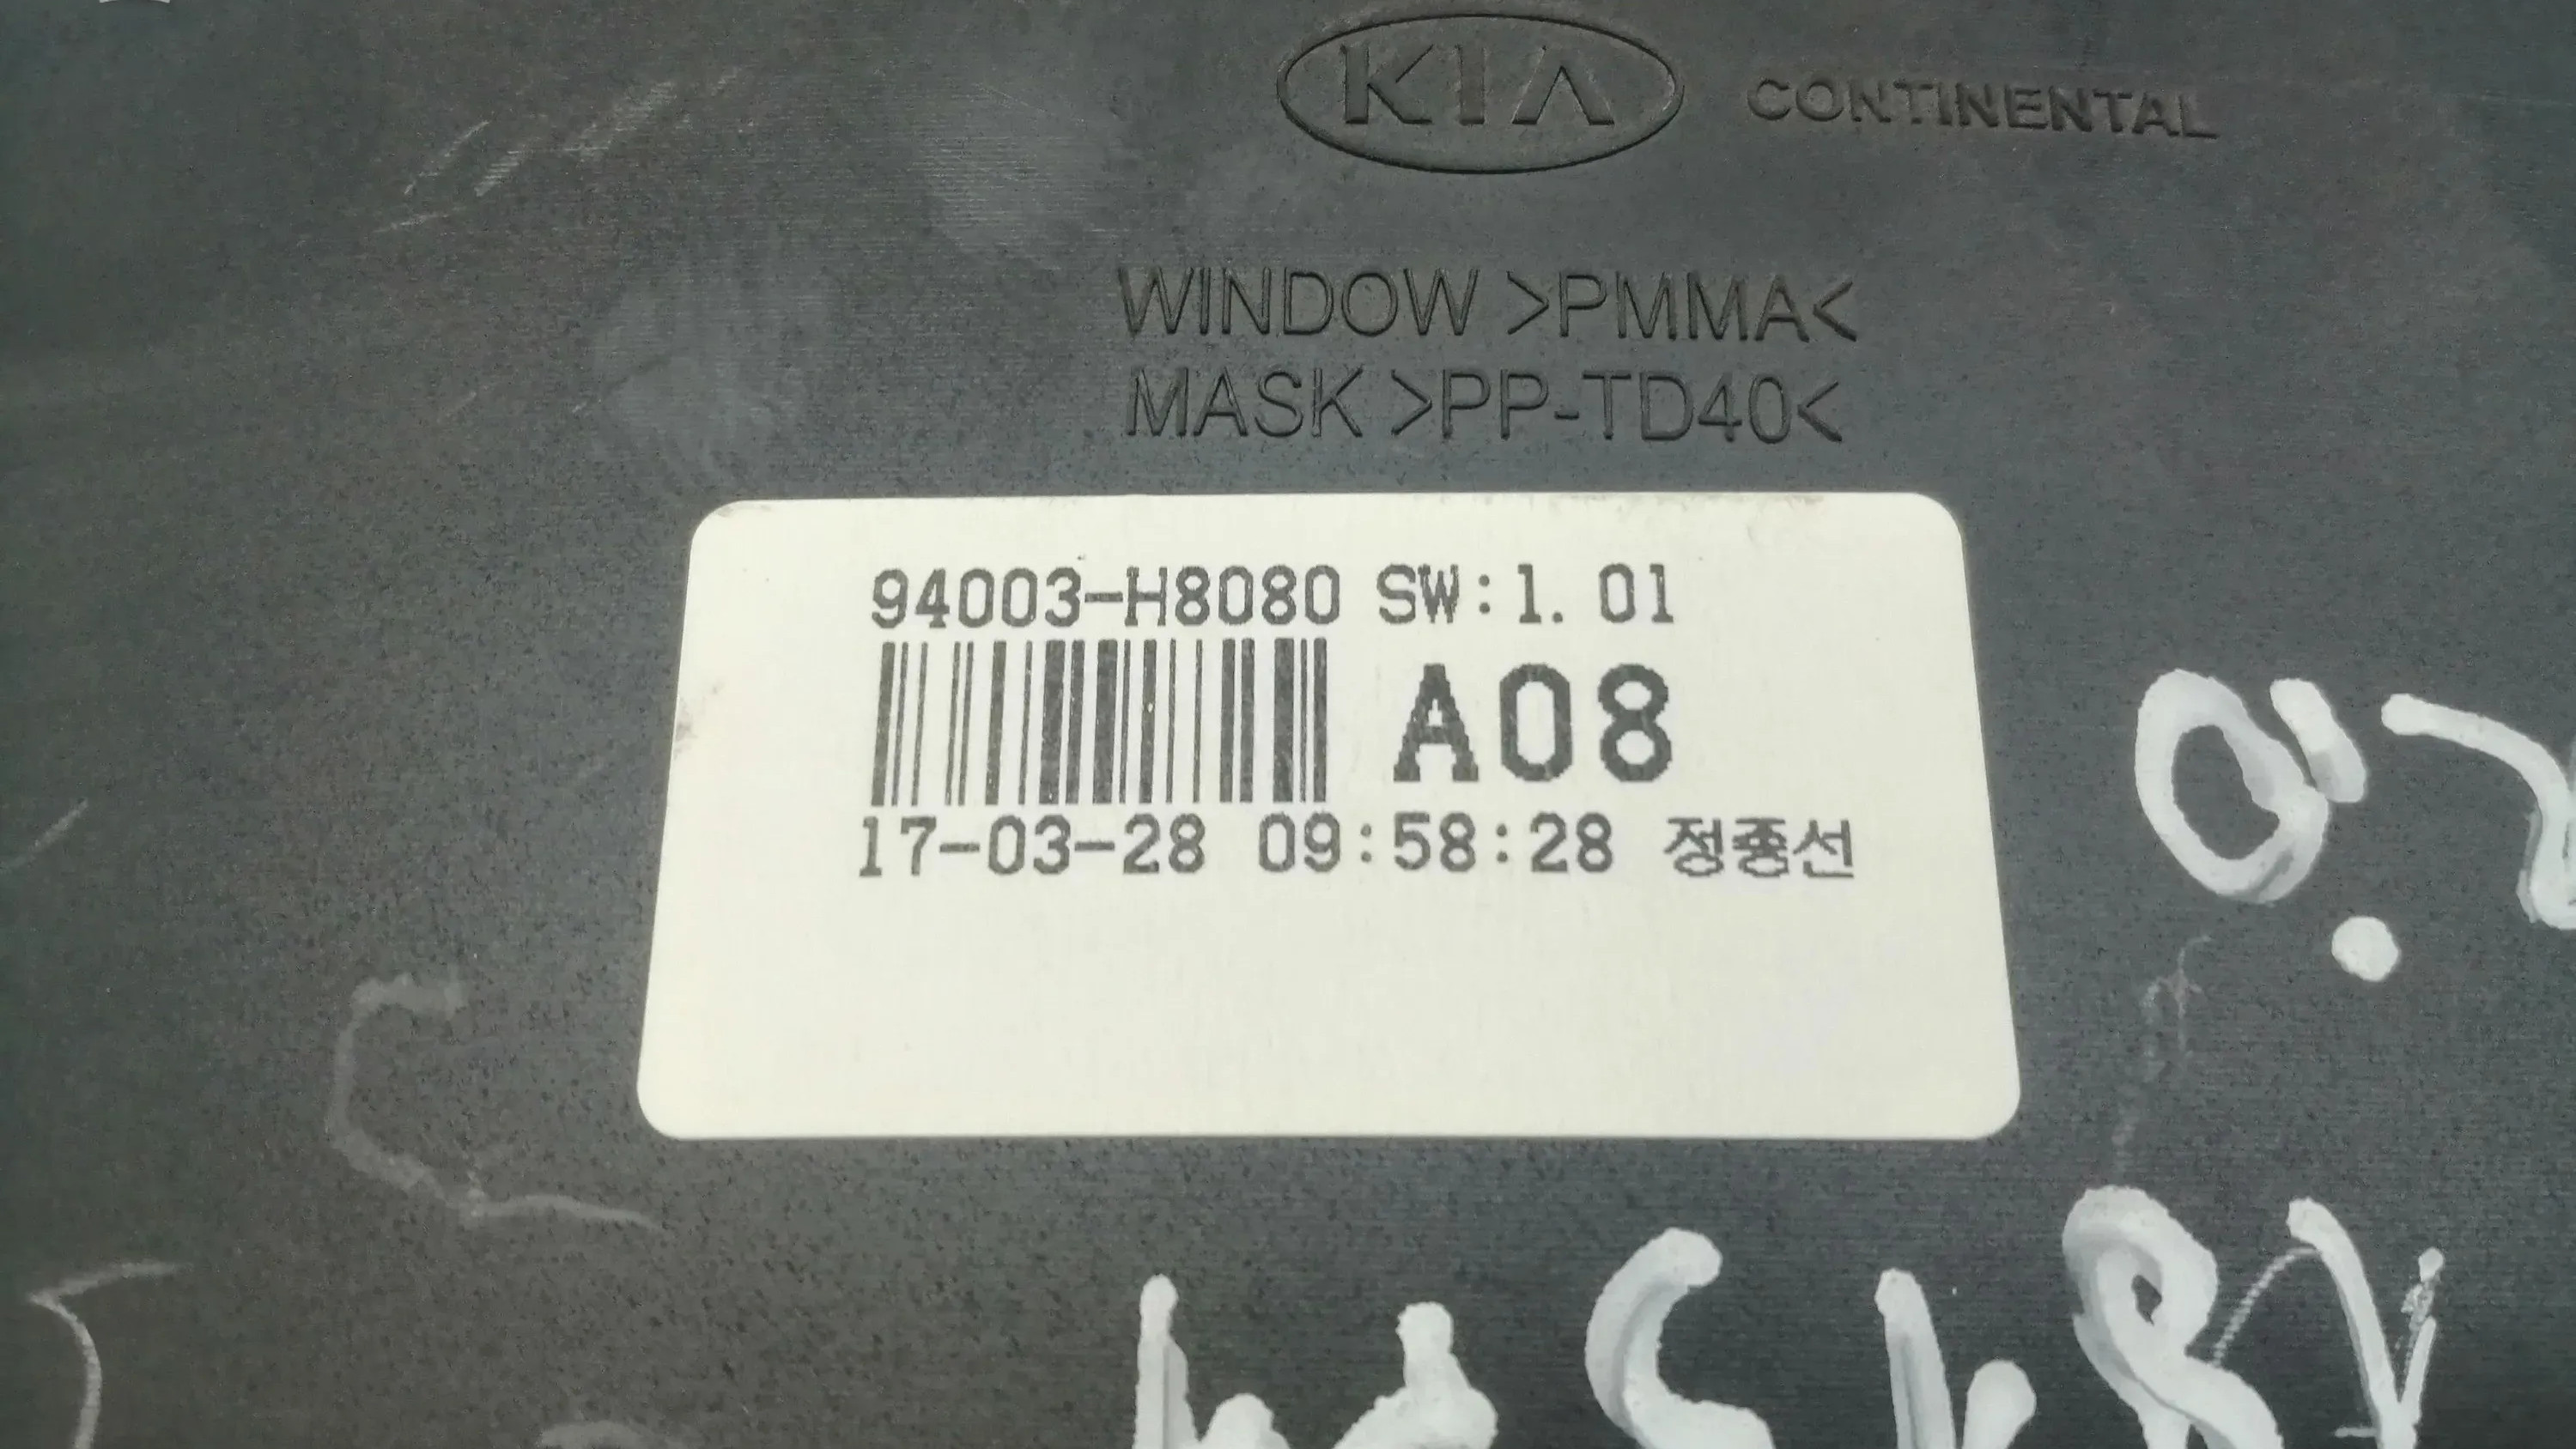 KIA CONTINENTAL
WINDOW >PMMA<
MASK >PP-TD40<
94003-H8080 SW:1.01
A08
17-03-28 09:58:28 정종선